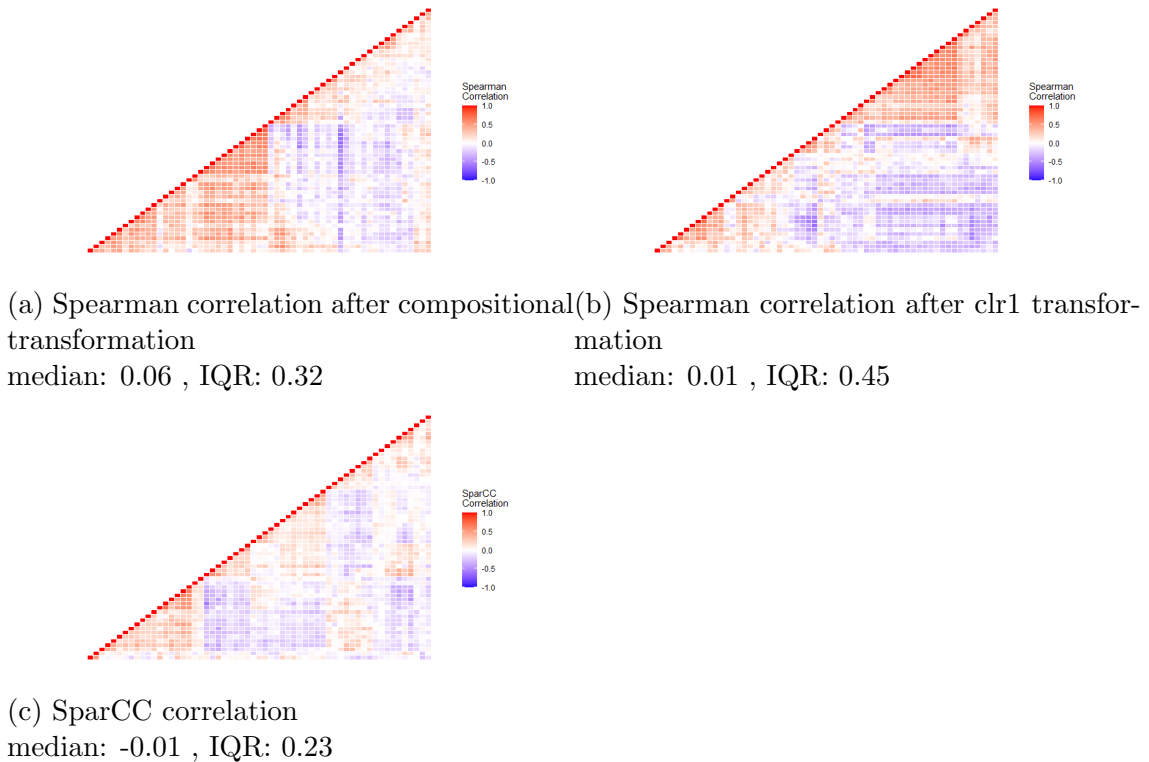 Spearman
Correlation
1.0
0.5
0.0
-0.5
-1.0
Spearman
Correlation
1.0
0.5
0.0
-0.5
-1.0
(a) Spearman correlation after compositional
transformation
median: 0.06 , IQR: 0.32
(b) Spearman correlation after clr1 transfor-
mation
median: 0.01 , IQR: 0.45
SparCC
Correlation
1.0
0.5
0.0
-0.5
-1.0
(c) SparCC correlation
median: -0.01 , IQR: 0.23